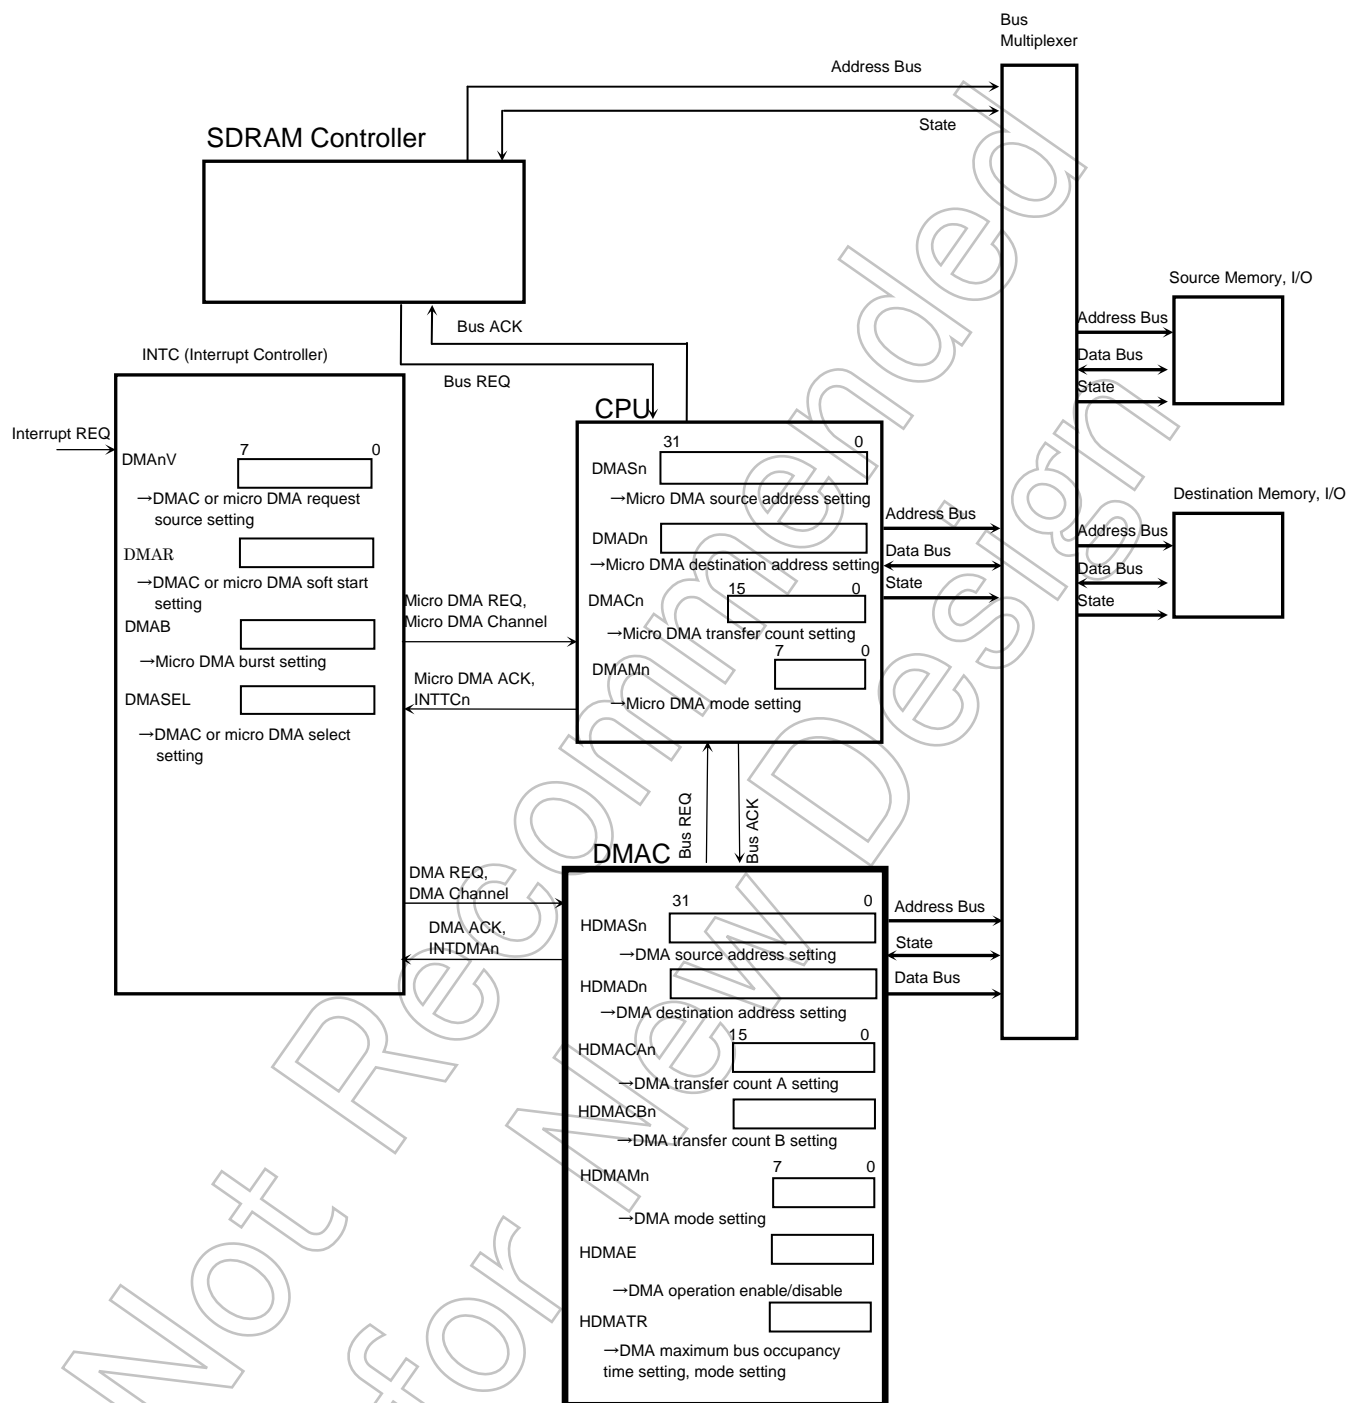 Bus
Multiplexer
Address Bus
State
SDRAM Controller
Source Memory, I/O
Address Bus
Data Bus
State
Bus ACK
Bus REQ
INTC (Interrupt Controller)
Interrupt REQ
DMAnV
7 0
→DMAC or micro DMA request
source setting
DMAR
→DMAC or micro DMA soft start
setting
DMAB
→Micro DMA burst setting
DMASEL
→DMAC or micro DMA select
setting
Micro DMA REQ,
Micro DMA Channel
Micro DMA ACK,
INTTCn
CPU
31 0
DMASn
→Micro DMA source address setting
DMADn
→Micro DMA destination address setting
15 0
DMACn
→Micro DMA transfer count setting
7 0
DMAMn
→Micro DMA mode setting
Address Bus
Data Bus
State
Destination Memory, I/O
Address Bus
Data Bus
State
Bus REQ
Bus ACK
DMA REQ,
DMA Channel
DMA ACK,
INTDMAn
DMAC
31 0
HDMASn
→DMA source address setting
HDMADn
→DMA destination address setting
15 0
HDMACAn
→DMA transfer count A setting
HDMACBn
→DMA transfer count B setting
7 0
HDMAMn
→DMA mode setting
HDMAE
→DMA operation enable/disable
HDMATR
→DMA maximum bus occupancy
time setting, mode setting
Address Bus
State
Data Bus
Not Recommended
for New Design